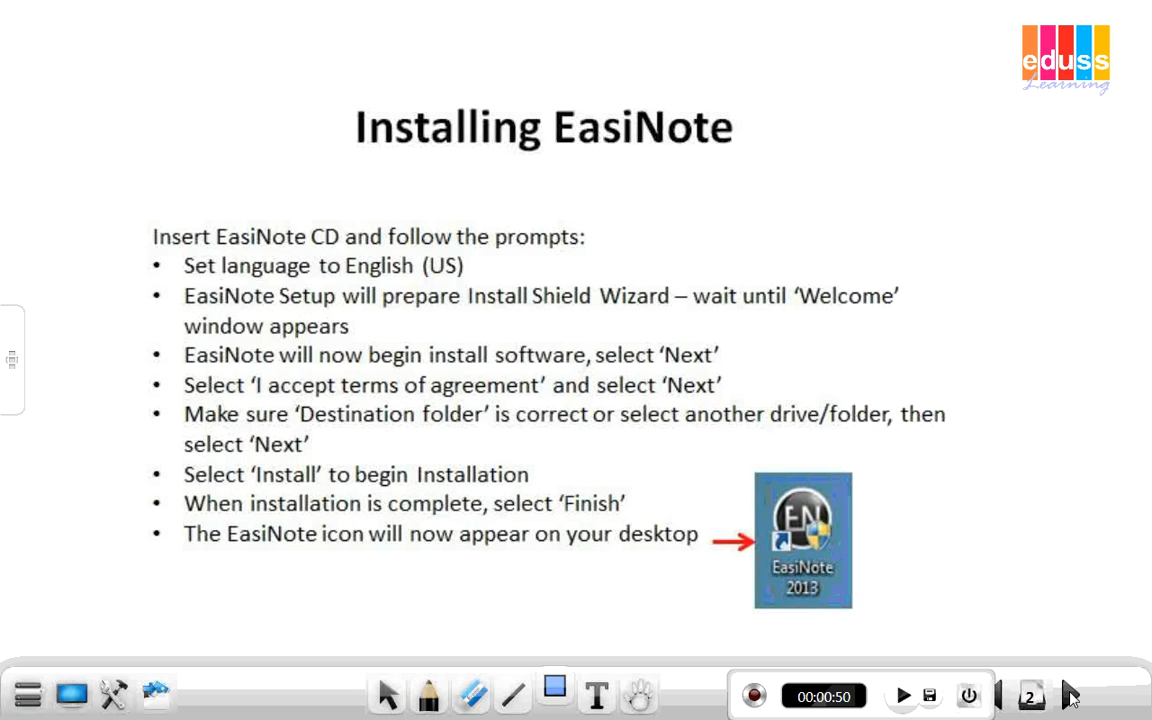 eduss
Learning
Installing EasiNote
Insert EasiNote CD and follow the prompts:
• Set language to English (US)
• EasiNote Setup will prepare Install Shield Wizard – wait until ‘Welcome’
window appears
• EasiNote will now begin install software, select ‘Next’
• Select ‘I accept terms of agreement’ and select ‘Next’
• Make sure ‘Destination folder’ is correct or select another drive/folder, then
select ‘Next’
• Select ‘Install’ to begin Installation
• When installation is complete, select ‘Finish’
• The EasiNote icon will now appear on your desktop
EN
EasiNote
2013
T
00:00:50
2